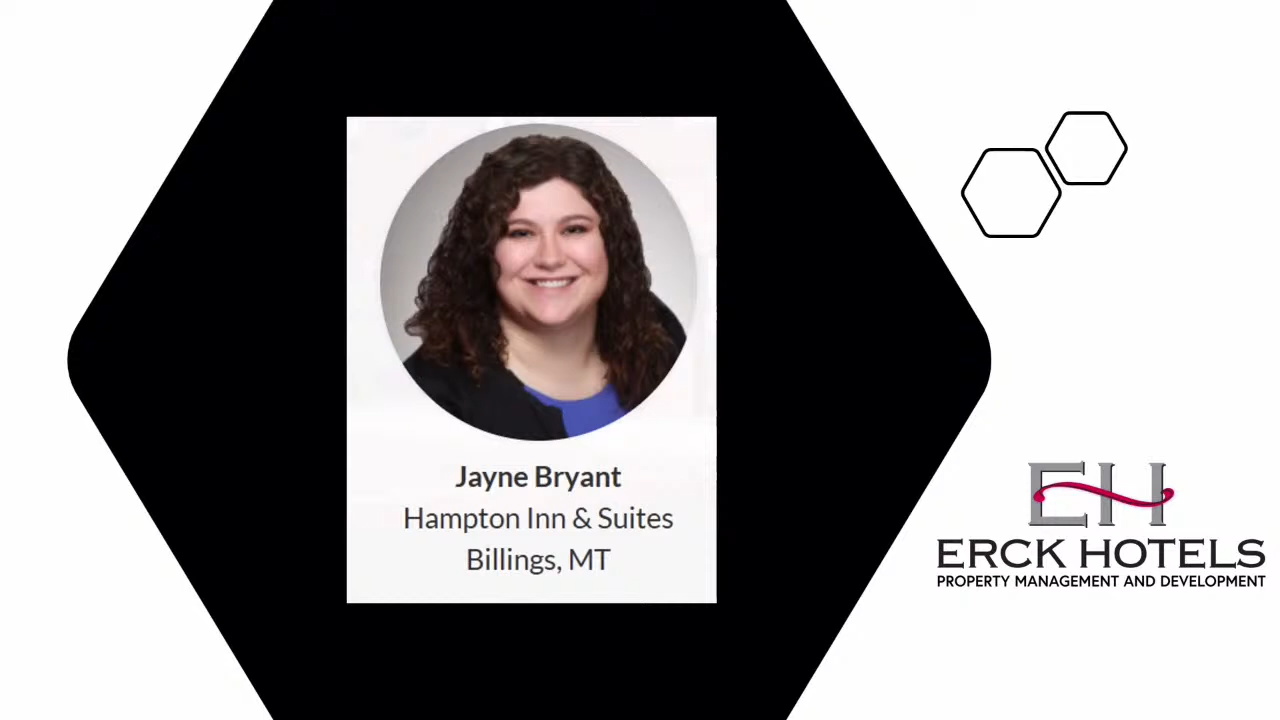 Jayne Bryant
Hampton Inn & Suites
Billings, MT
EH
ERCK HOTELS
PROPERTY MANAGEMENT AND DEVELOPMENT